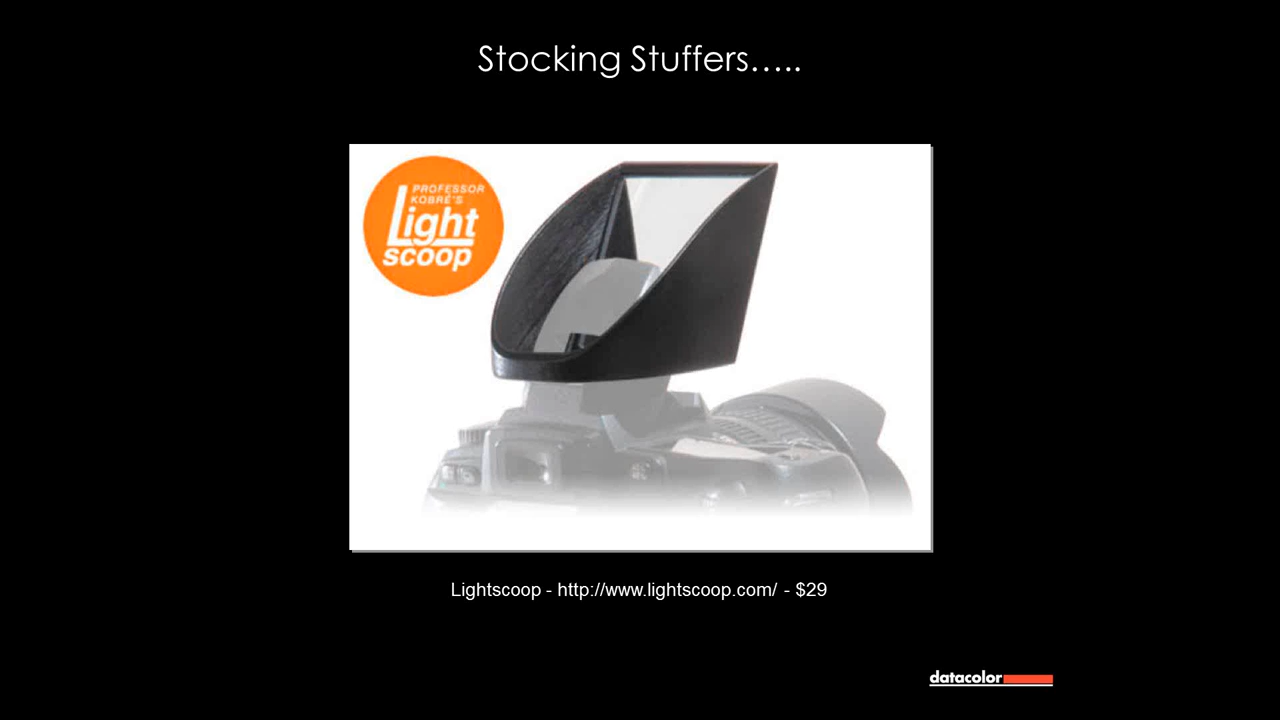 Stocking Stuffers.....
PROFESSOR
KOBRÉ'S
Light
scoop
Lightscoop - http://www.lightscoop.com/ - $29
datacolor